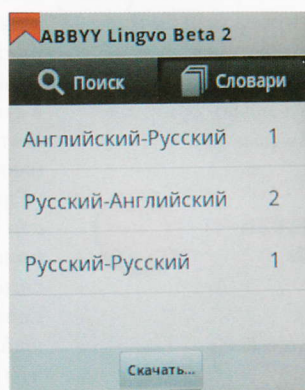 ABBYY Lingvo Beta 2
Поиск Словари
Английский-Русский 1
Русский-Английский 2
Русский-Русский 1
Скачать...